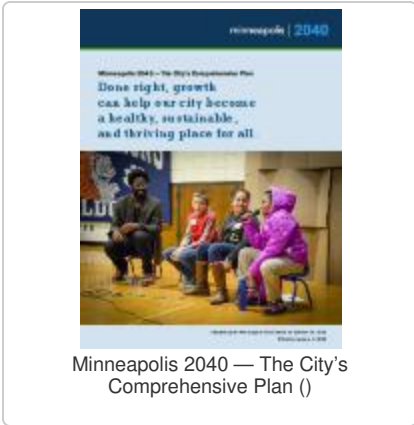 minneapolis | 2040
Minneapolis 2040 — The City's Comprehensive Plan
Done right, growth
can help our city become
a healthy, sustainable,
and thriving place for all
Minneapolis 2040 — The City's
Comprehensive Plan ()